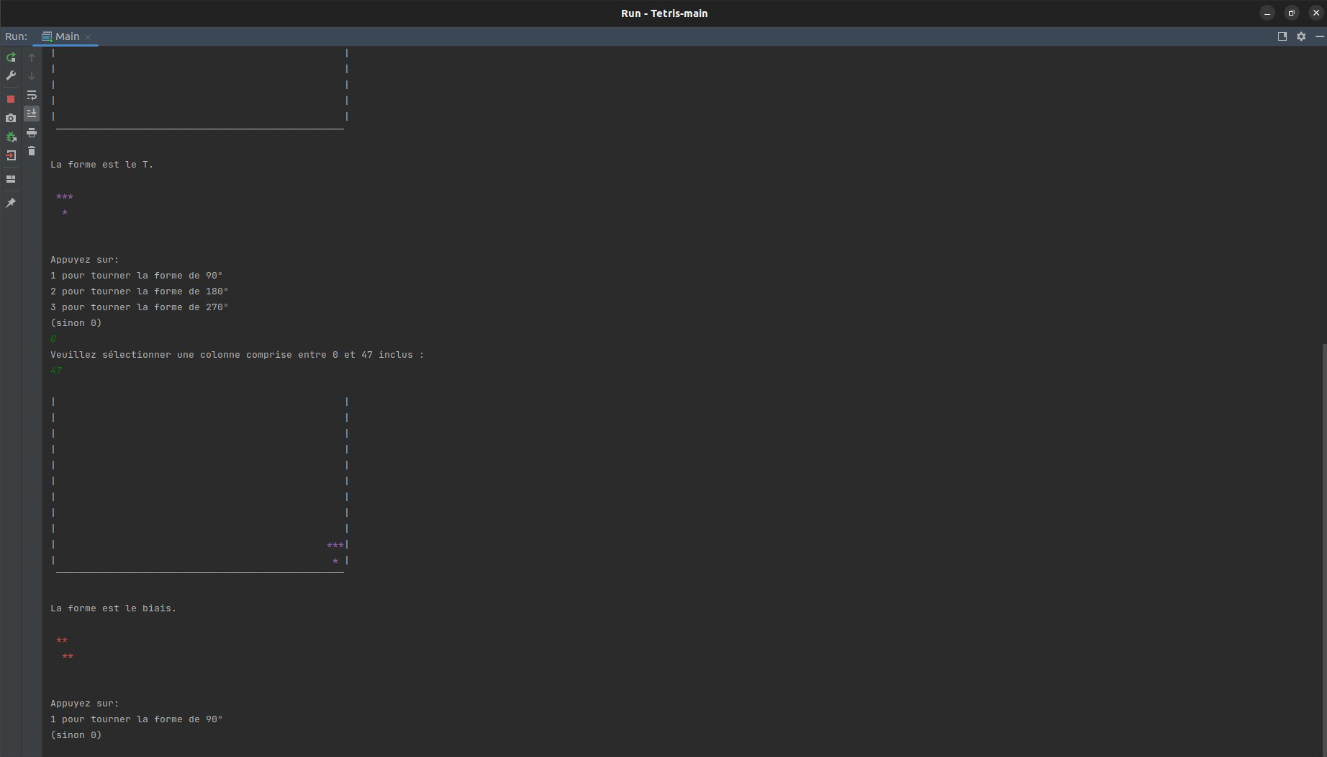 Run - Tetris-main
Run: Main
|                                                  |
|                                                  |
|                                                  |
|                                                  |
|                                                  |
 ──────────────────────────────────────────────────
La forme est le T.
 ***
  *
Appuyez sur:
1 pour tourner la forme de 90°
2 pour tourner la forme de 180°
3 pour tourner la forme de 270°
(sinon 0)
0
Veuillez sélectionner une colonne comprise entre 0 et 47 inclus :
47
|                                                  |
|                                                  |
|                                                  |
|                                                  |
|                                                  |
|                                                  |
|                                                  |
|                                                  |
|                                                  |
|                                               ***|
|                                                * |
 ──────────────────────────────────────────────────
La forme est le biais.
 **
  **
Appuyez sur:
1 pour tourner la forme de 90°
(sinon 0)